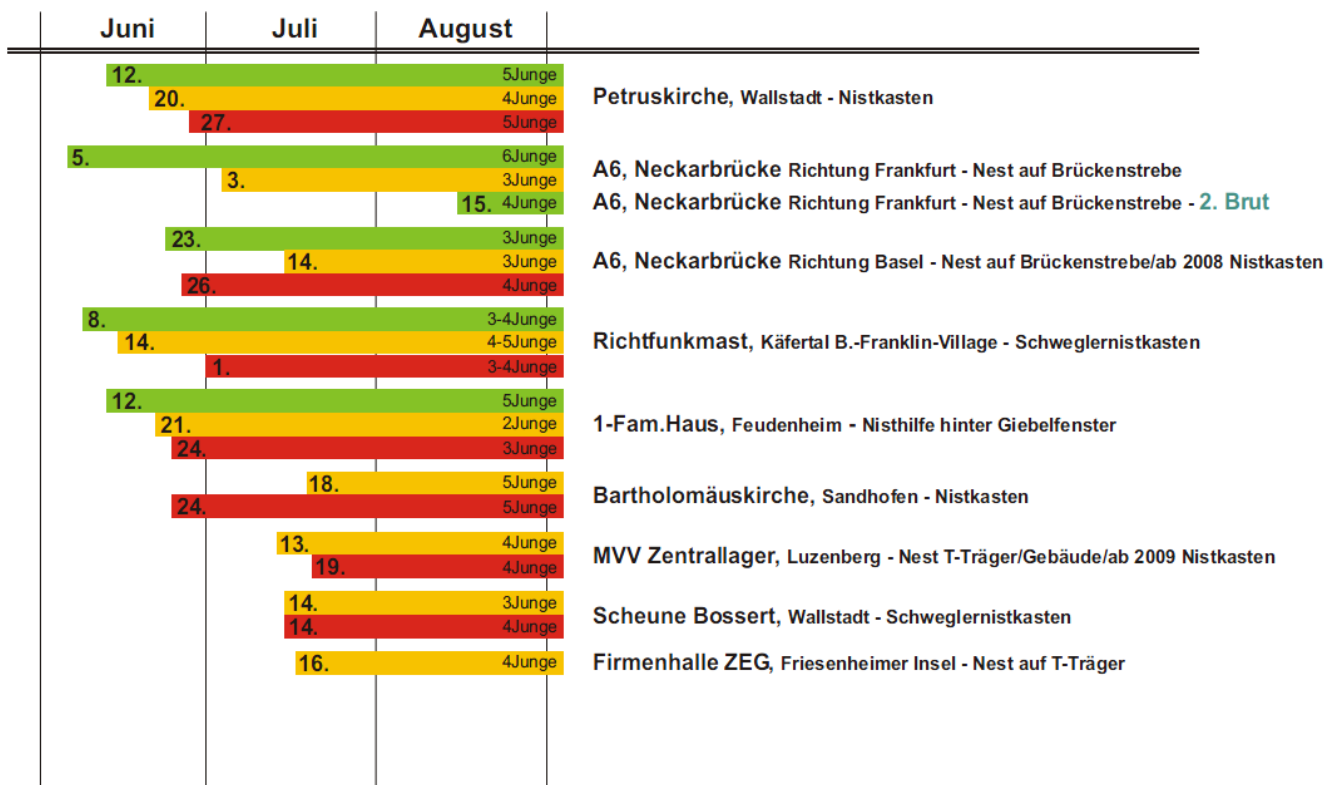 Juni Juli August
12. 5Junge
20. 4Junge
Petruskirche, Wallstadt - Nistkasten
27. 5Junge
5. 6Junge
A6, Neckarbrücke Richtung Frankfurt - Nest auf Brückenstrebe
3. 3Junge
15. 4Junge
A6, Neckarbrücke Richtung Frankfurt - Nest auf Brückenstrebe - 2. Brut
23. 3Junge
14. 3Junge
A6, Neckarbrücke Richtung Basel - Nest auf Brückenstrebe/ab 2008 Nistkasten
26. 4Junge
8. 3-4Junge
14. 4-5Junge
Richtfunkmast, Käfertal B.-Franklin-Village - Schweglernistkasten
1. 3-4Junge
12. 5Junge
21. 2Junge
1-Fam.Haus, Feudenheim - Nisthilfe hinter Giebelfenster
24. 3Junge
18. 5Junge
Bartholomäuskirche, Sandhofen - Nistkasten
24. 5Junge
13. 4Junge
MVV Zentrallager, Luzenberg - Nest T-Träger/Gebäude/ab 2009 Nistkasten
19. 4Junge
14. 3Junge
Scheune Bossert, Wallstadt - Schweglernistkasten
14. 4Junge
16. 4Junge
Firmenhalle ZEG, Friesenheimer Insel - Nest auf T-Träger